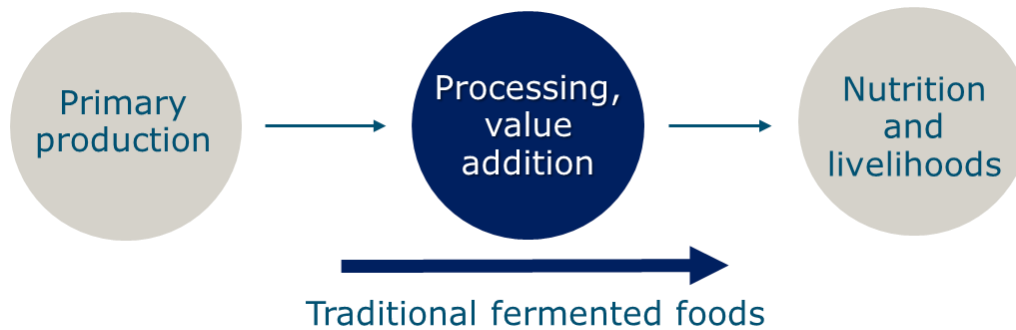 Primary
production
Processing,
value
addition
Nutrition
and
livelihoods
Traditional fermented foods